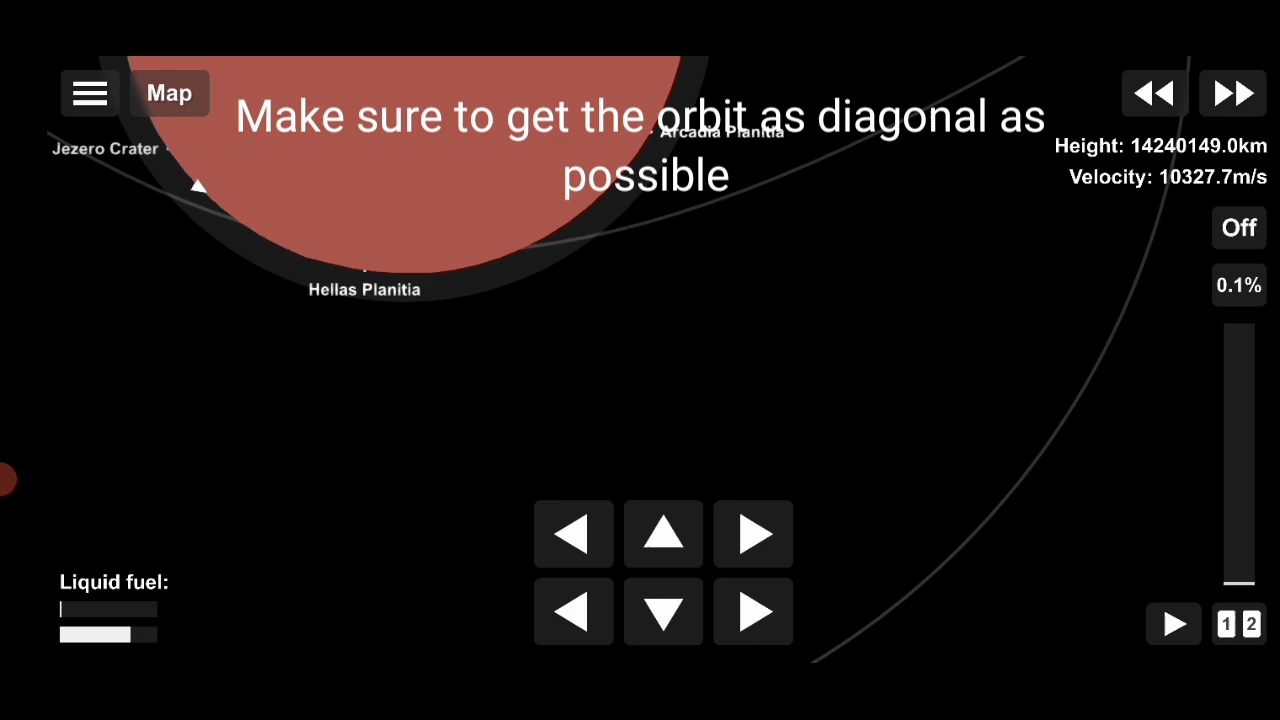 Map
Make sure to get the orbit as diagonal as
possible
Jezero Crater
Arcadia Planitia
Hellas Planitia
Height: 14240149.0km
Velocity: 10327.7m/s
Off
0.1%
Liquid fuel:
1 2